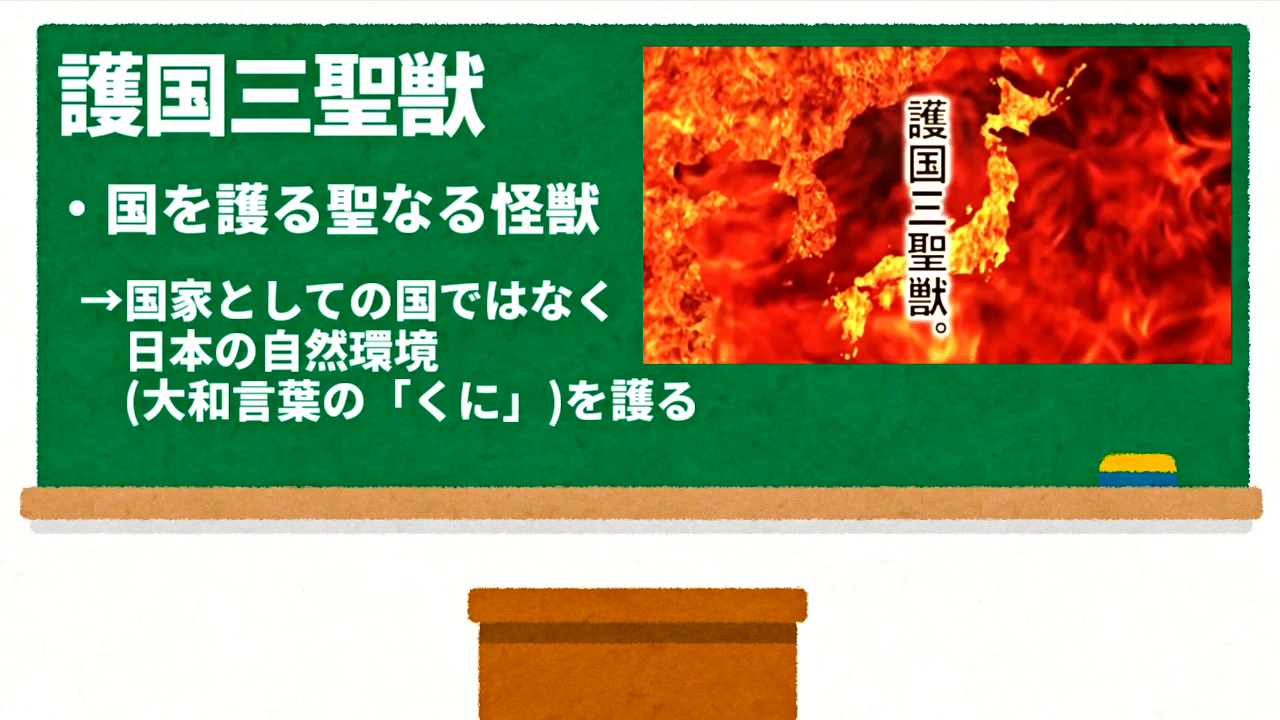 護国三聖獣
・国を護る聖なる怪獣
→国家としての国ではなく
日本の自然環境
(大和言葉の「くに」)を護る
護国三聖獣。